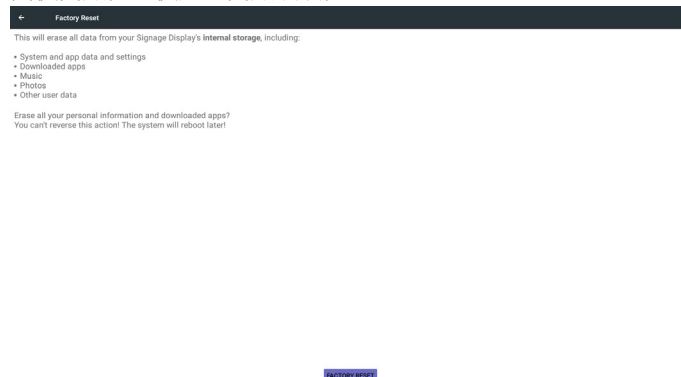 Factory Reset
This will erase all data from your Signage Display's internal storage, including:
• System and app data and settings
• Downloaded apps
• Music
• Photos
• Other user data
Erase all your personal information and downloaded apps?
You can't reverse this action! The system will reboot later!
FACTORY RESET